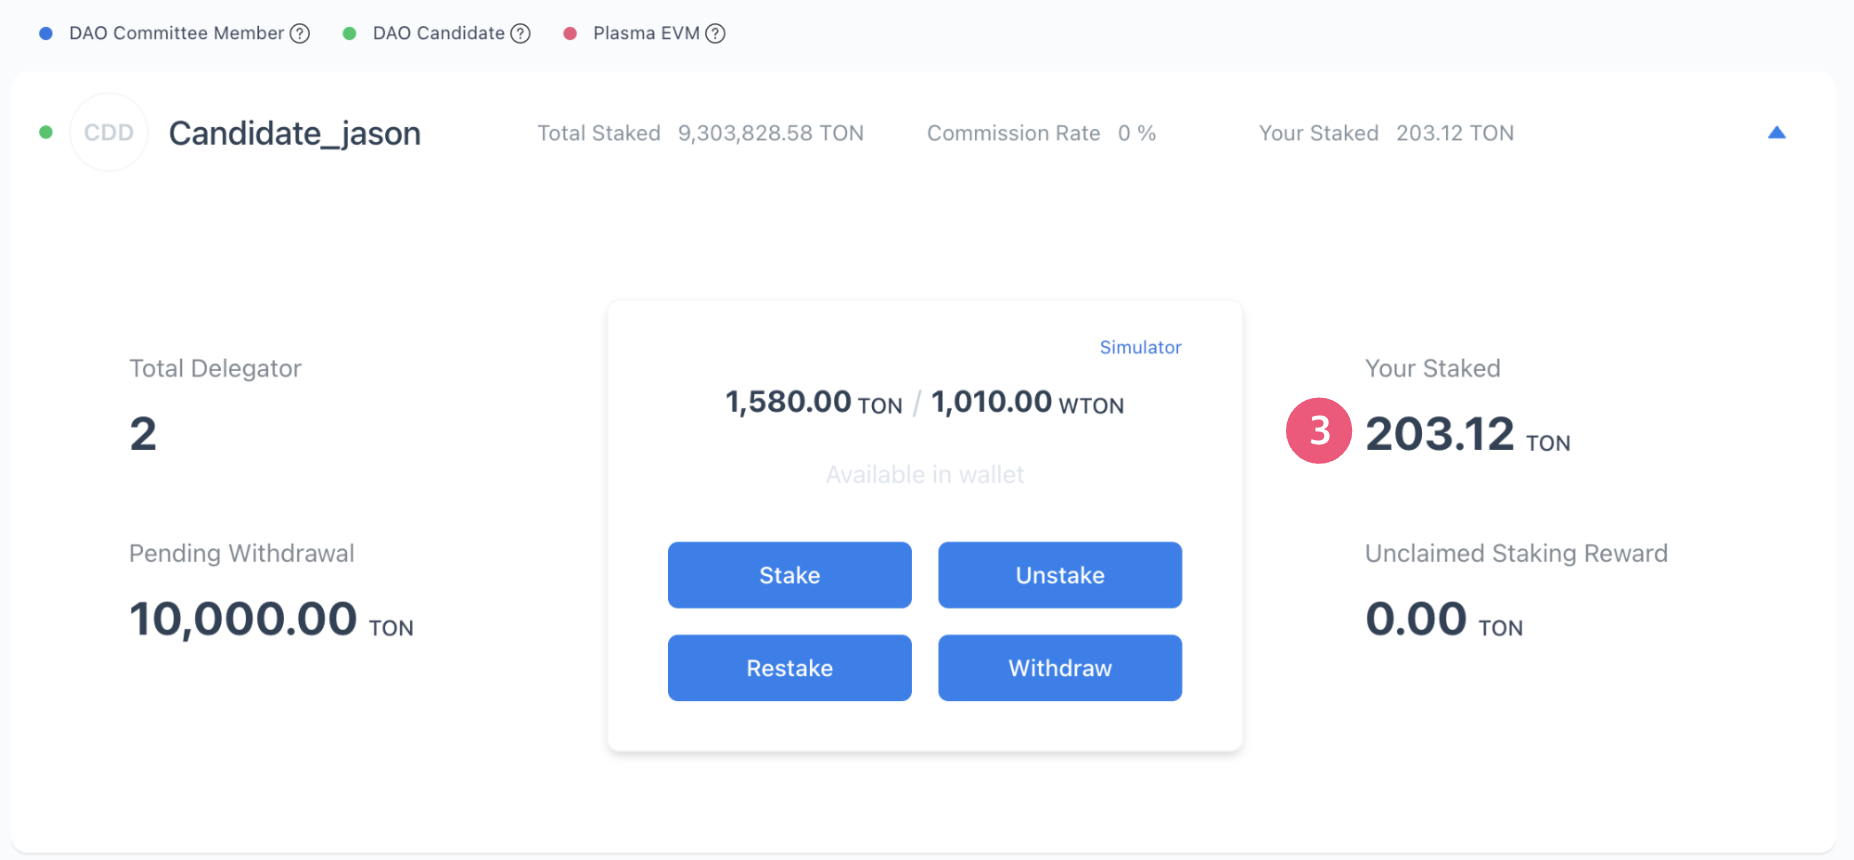 DAO Committee Member ? DAO Candidate ? Plasma EVM ?
CDD Candidate_jason Total Staked 9,303,828.58 TON Commission Rate 0 % Your Staked 203.12 TON
Simulator
Total Delegator
2
1,580.00 TON / 1,010.00 WTON
Available in wallet
Your Staked
3 203.12 TON
Pending Withdrawal
10,000.00 TON
Stake Unstake
Restake Withdraw
Unclaimed Staking Reward
0.00 TON